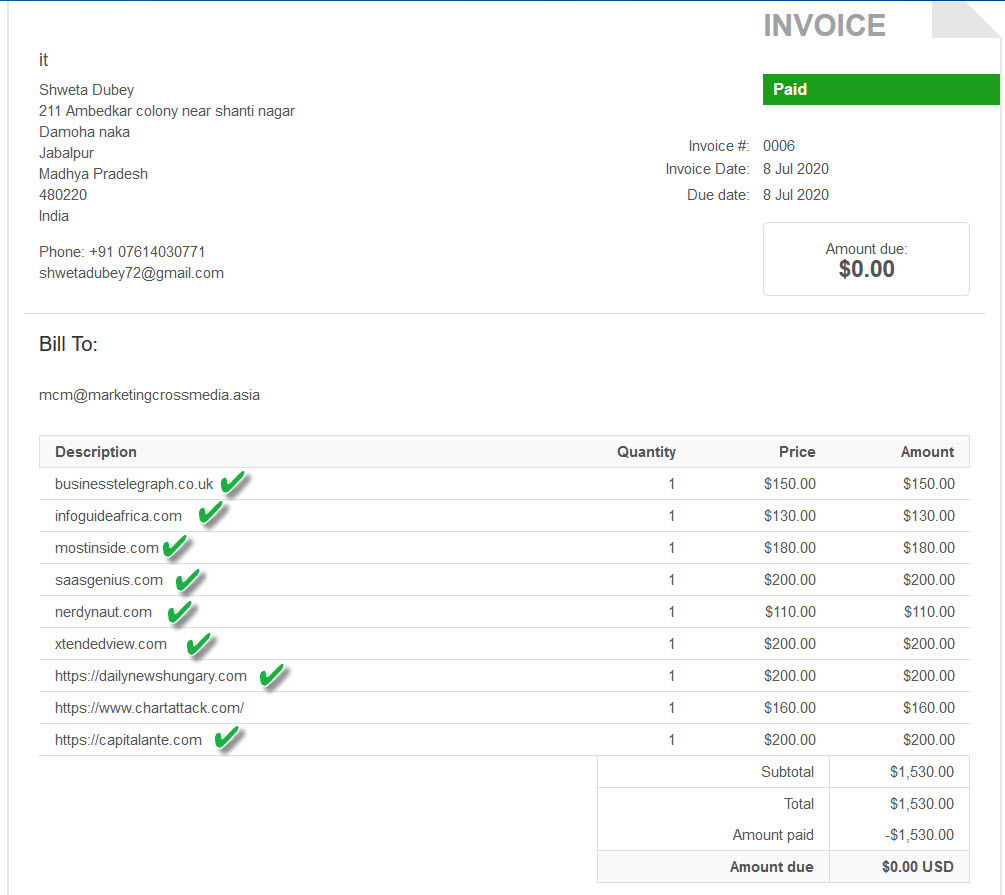 INVOICE
it
Paid
Shweta Dubey
211 Ambedkar colony near shanti nagar
Damoha naka
Jabalpur
Madhya Pradesh
480220
India
Phone: +91 07614030771
shwetadubey72@gmail.com
Invoice #: 0006
Invoice Date: 8 Jul 2020
Due date: 8 Jul 2020
Amount due:
$0.00
Bill To:
mcm@marketingcrossmedia.asia
Description Quantity Price Amount
businesstelegraph.co.uk 1 $150.00 $150.00
infoguideafrica.com 1 $130.00 $130.00
mostinside.com 1 $180.00 $180.00
saasgenius.com 1 $200.00 $200.00
nerdynaut.com 1 $110.00 $110.00
xtendedview.com 1 $200.00 $200.00
https://dailynewshungary.com 1 $200.00 $200.00
https://www.chartattack.com/ 1 $160.00 $160.00
https://capitalante.com 1 $200.00 $200.00
Subtotal $1,530.00
Total $1,530.00
Amount paid -$1,530.00
Amount due $0.00 USD